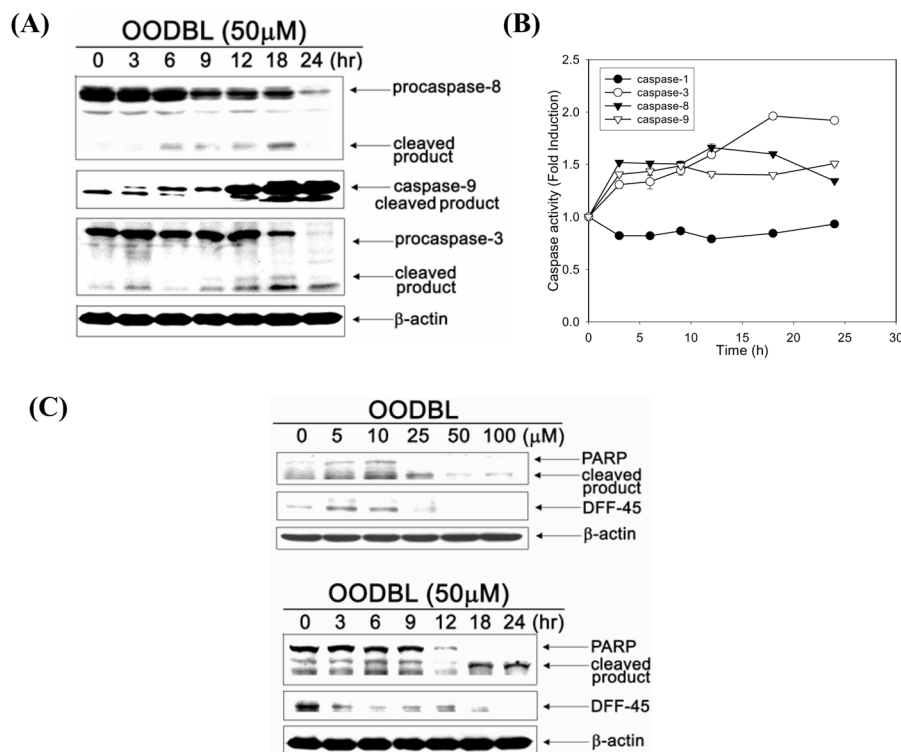 (A)
OODBL (50μM)
0 3 6 9 12 18 24 (hr)
procaspase-8
cleaved
product
caspase-9
cleaved product
procaspase-3
cleaved
product
β-actin
(B)
2.5
2.0
1.5
1.0
0.5
0.0
Caspase activity (Fold Induction)
caspase-1
caspase-3
caspase-8
caspase-9
0 5 10 15 20 25 30
Time (h)
(C)
OODBL
0 5 10 25 50 100 (μM)
PARP
cleaved
product
DFF-45
β-actin
OODBL (50μM)
0 3 6 9 12 18 24 (hr)
PARP
cleaved
product
DFF-45
β-actin